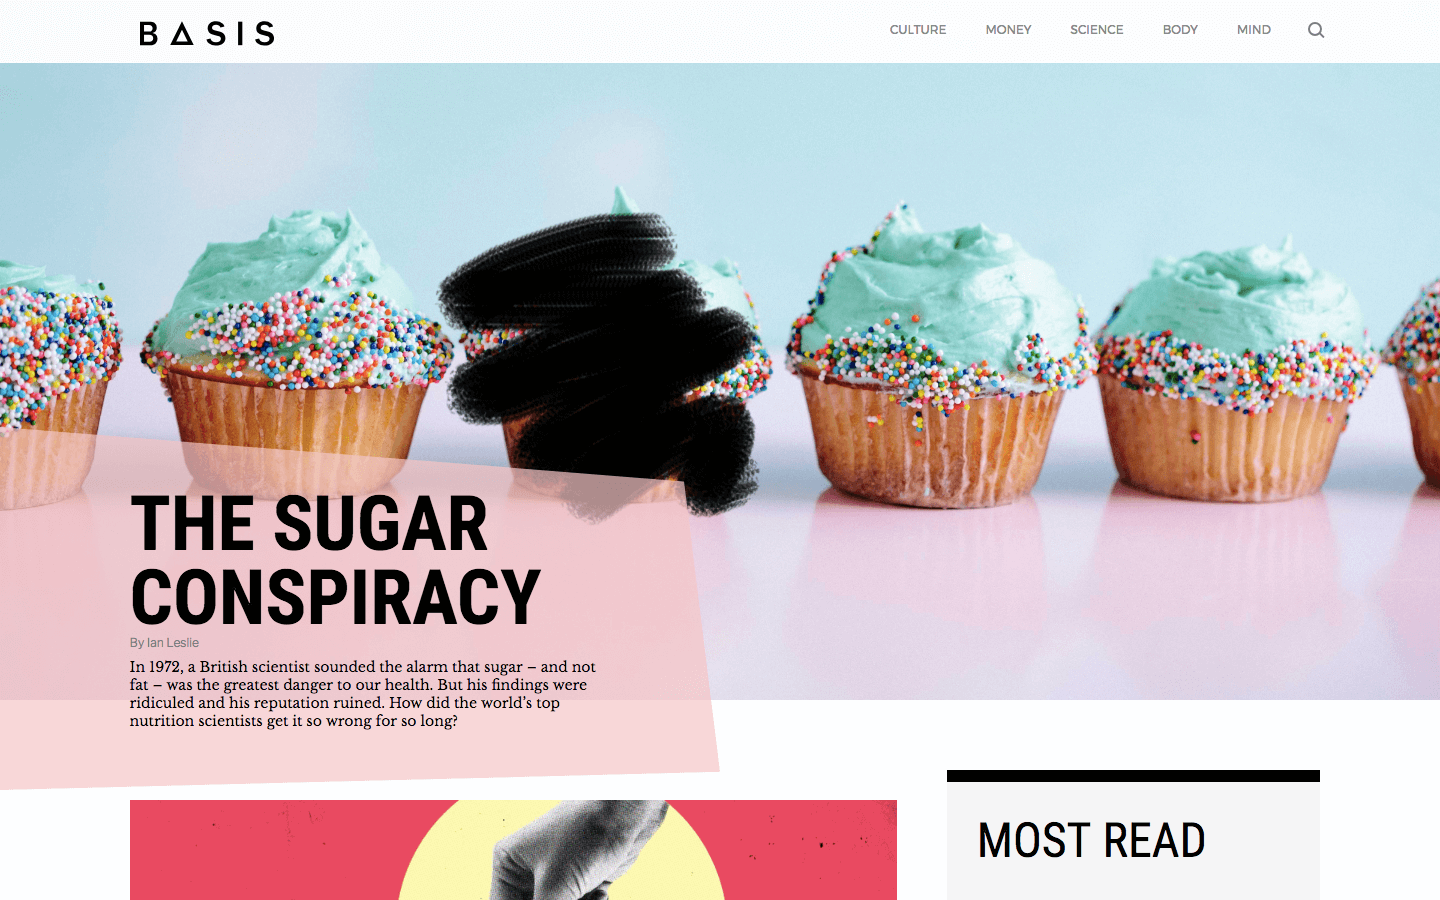 BASIS
CULTURE
MONEY
SCIENCE
BODY
MIND
THE SUGAR
CONSPIRACY
By Ian Leslie
In 1972, a British scientist sounded the alarm that sugar – and not
fat – was the greatest danger to our health. But his findings were
ridiculed and his reputation ruined. How did the world’s top
nutrition scientists get it so wrong for so long?
MOST READ